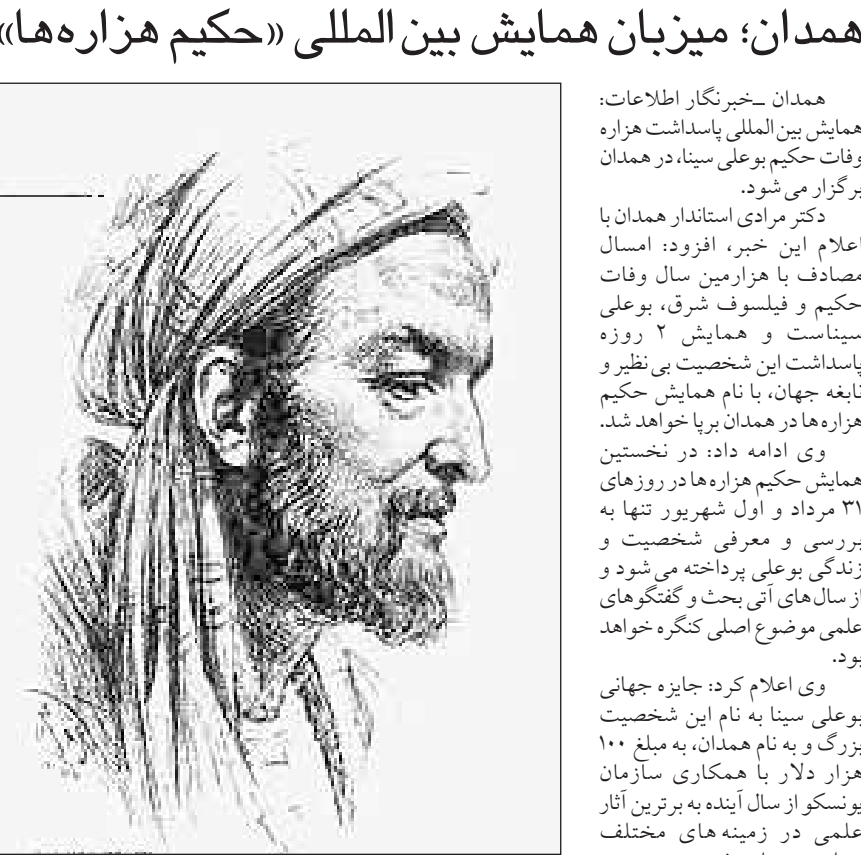 همدان؛ میزبان همایش بین‌المللی «حکیم هزاره‌ها»
همدان ـ خبرنگار اطلاعات:
همایش بین‌المللی پاسداشت هزاره
وفات حکیم بوعلی سینا، در همدان
برگزار می‌شود.
دکتر مرادی استاندار همدان با
اعلام این خبر، افزود: امسال
مصادف با هزارمین سال وفات
حکیم و فیلسوف شرق، بوعلی
سیناست و همایش ۲ روزه
پاسداشت این شخصیت بی‌نظیر و
نابغه جهان، با نام همایش حکیم
هزاره‌ها در همدان برپا خواهد شد.
وی ادامه داد: در نخستین
همایش حکیم هزاره‌ها در روزهای
۳۱ مرداد و اول شهریور تنها به
بررسی و معرفی شخصیت و
زندگی بوعلی پرداخته می‌شود و
از سال‌های آتی بحث و گفتگوهای
علمی موضوع اصلی کنگره خواهد
بود.
وی اعلام کرد: جایزه جهانی
بوعلی سینا به نام این شخصیت
بزرگ و به نام همدان، به مبلغ ۱۰۰
هزار دلار با همکاری سازمان
یونسکو از سال آینده به برترین آثار
علمی در زمینه های مختلف